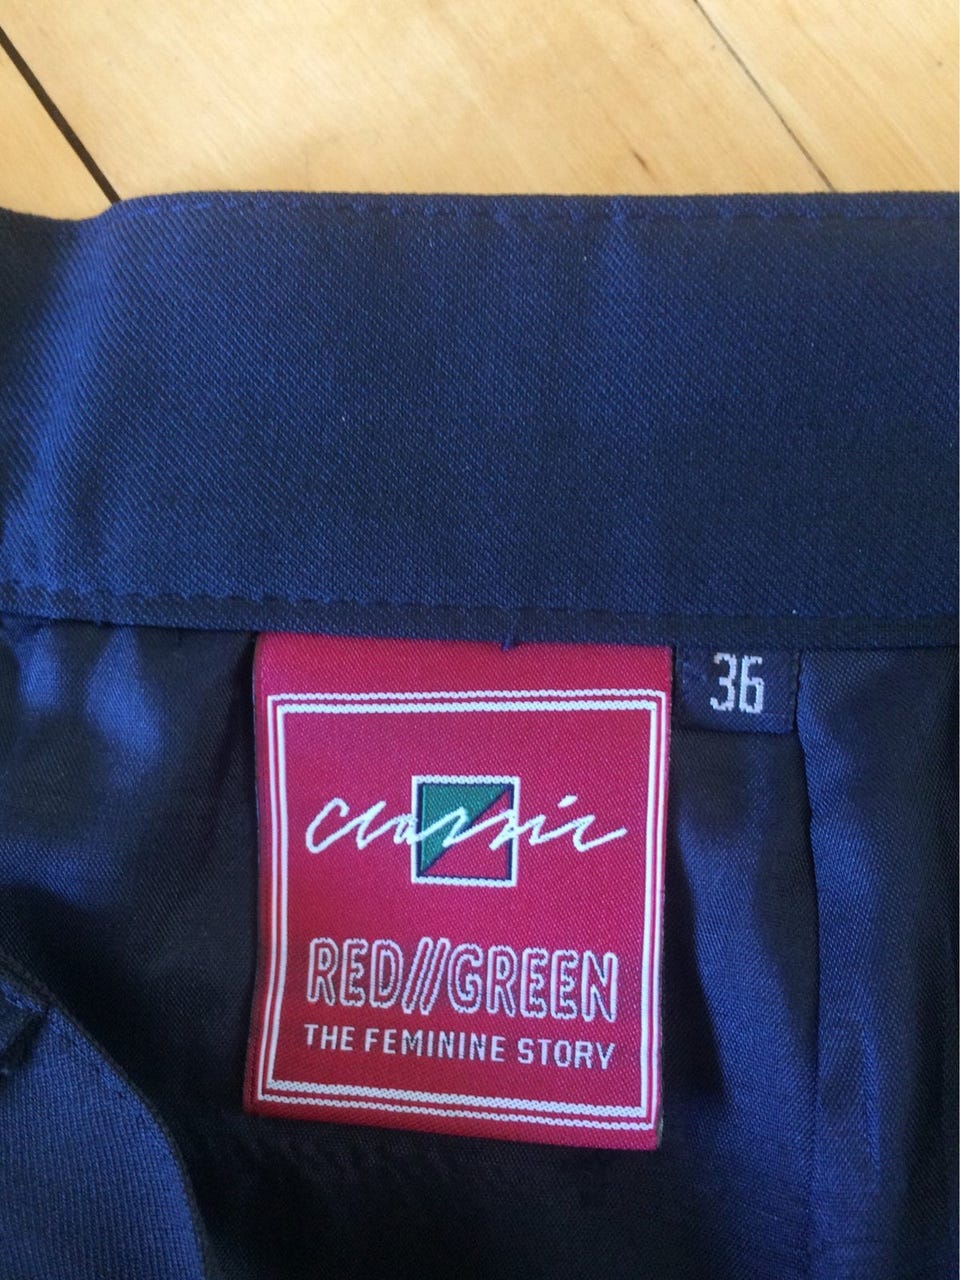 36
Classic
RED//GREEN
THE FEMININE STORY